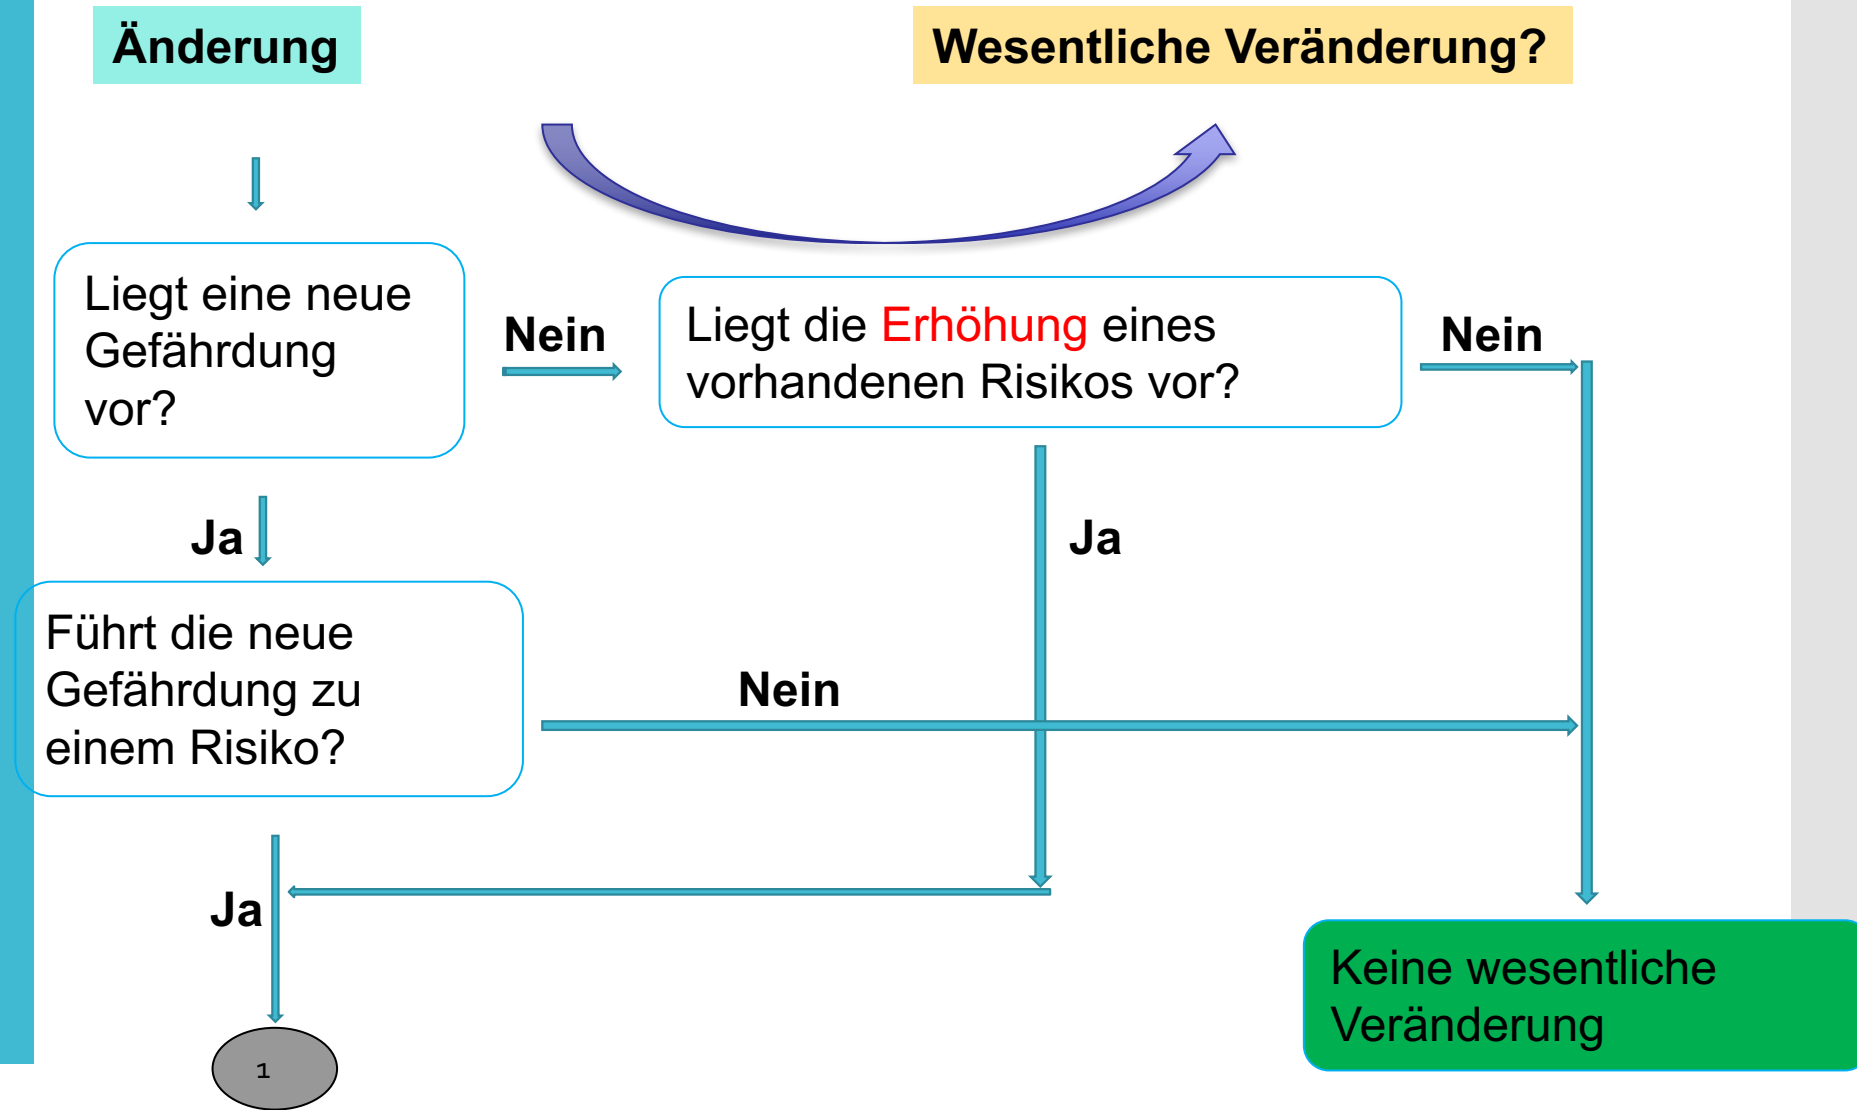 Änderung
Wesentliche Veränderung?
Liegt eine neue
Gefährdung
vor?
Nein
Liegt die Erhöhung eines
vorhandenen Risikos vor?
Nein
Ja
Ja
Führt die neue
Gefährdung zu
einem Risiko?
Nein
Ja
Keine wesentliche
Veränderung
1